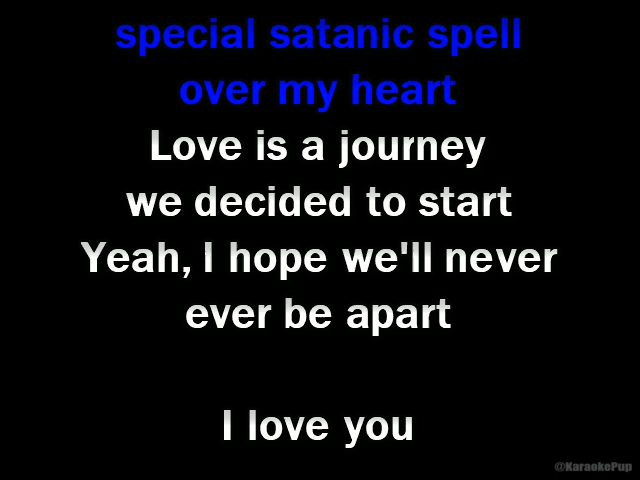 special satanic spell
over my heart
Love is a journey
we decided to start
Yeah, I hope we'll never
ever be apart
I love you
@KaraokePup